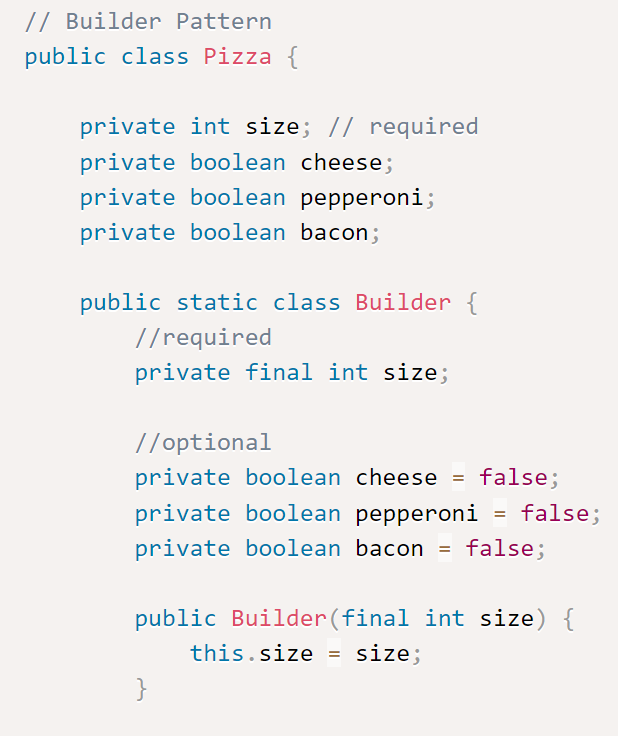 // Builder Pattern
public class Pizza {
private int size; // required
private boolean cheese;
private boolean pepperoni;
private boolean bacon;
public static class Builder {
//required
private final int size;
//optional
private boolean cheese = false;
private boolean pepperoni = false;
private boolean bacon = false;
public Builder(final int size) {
this.size = size;
}